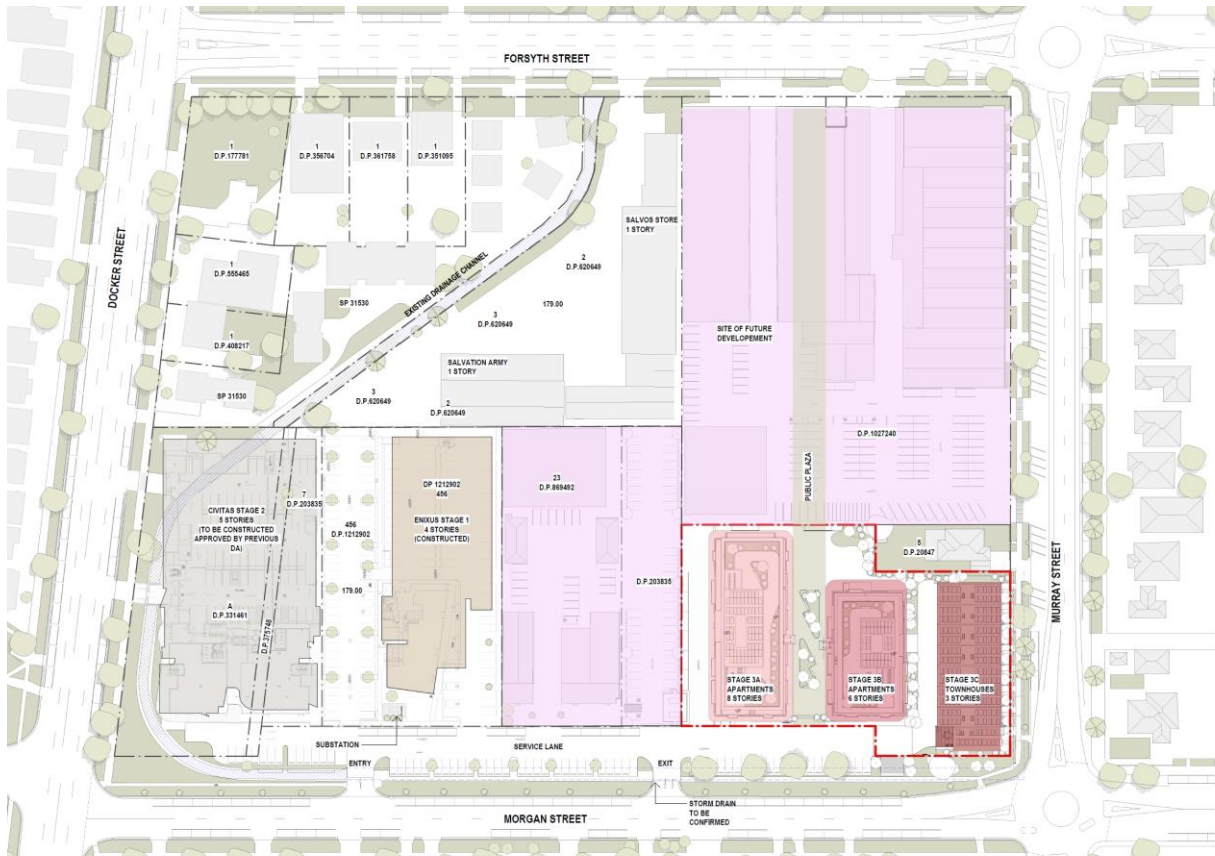 FORSYTH STREET
1
D.P.177781
1
D.P.356704
1
D.P.361758
1
D.P.351095
SALVOS STORE
1 STORY
DOCKER STREET
1
D.P.555465
SP 31530
EXISTING DRAINAGE CHANNEL
2
D.P.620649
179.00
3
D.P.620649
1
D.P.408217
SITE OF FUTURE
DEVELOPEMENT
SALVATION ARMY
1 STORY
SP 31530
3
D.P.620649
2
D.P.620649
D.P.1027240
PUBLIC PLAZA
CIVITAS STAGE 2
5 STORIES
(TO BE CONSTRUCTED
APPROVED BY PREVIOUS
DA)
7
D.P.203835
456
D.P.1212902
179.00
DP 1212902
456
ENIXUS STAGE 1
4 STORIES
(CONSTRUCTED)
23
D.P.869492
D.P.203835
5
D.P.20847
MURRAY STREET
A
D.P.331461
D.P.375748
STAGE 3A
APARTMENTS
8 STORIES
STAGE 3B
APARTMENTS
6 STORIES
STAGE 3C
TOWNHOUSES
3 STORIES
SUBSTATION
SERVICE LANE
ENTRY
EXIT
STORM DRAIN
TO BE
CONFIRMED
MORGAN STREET